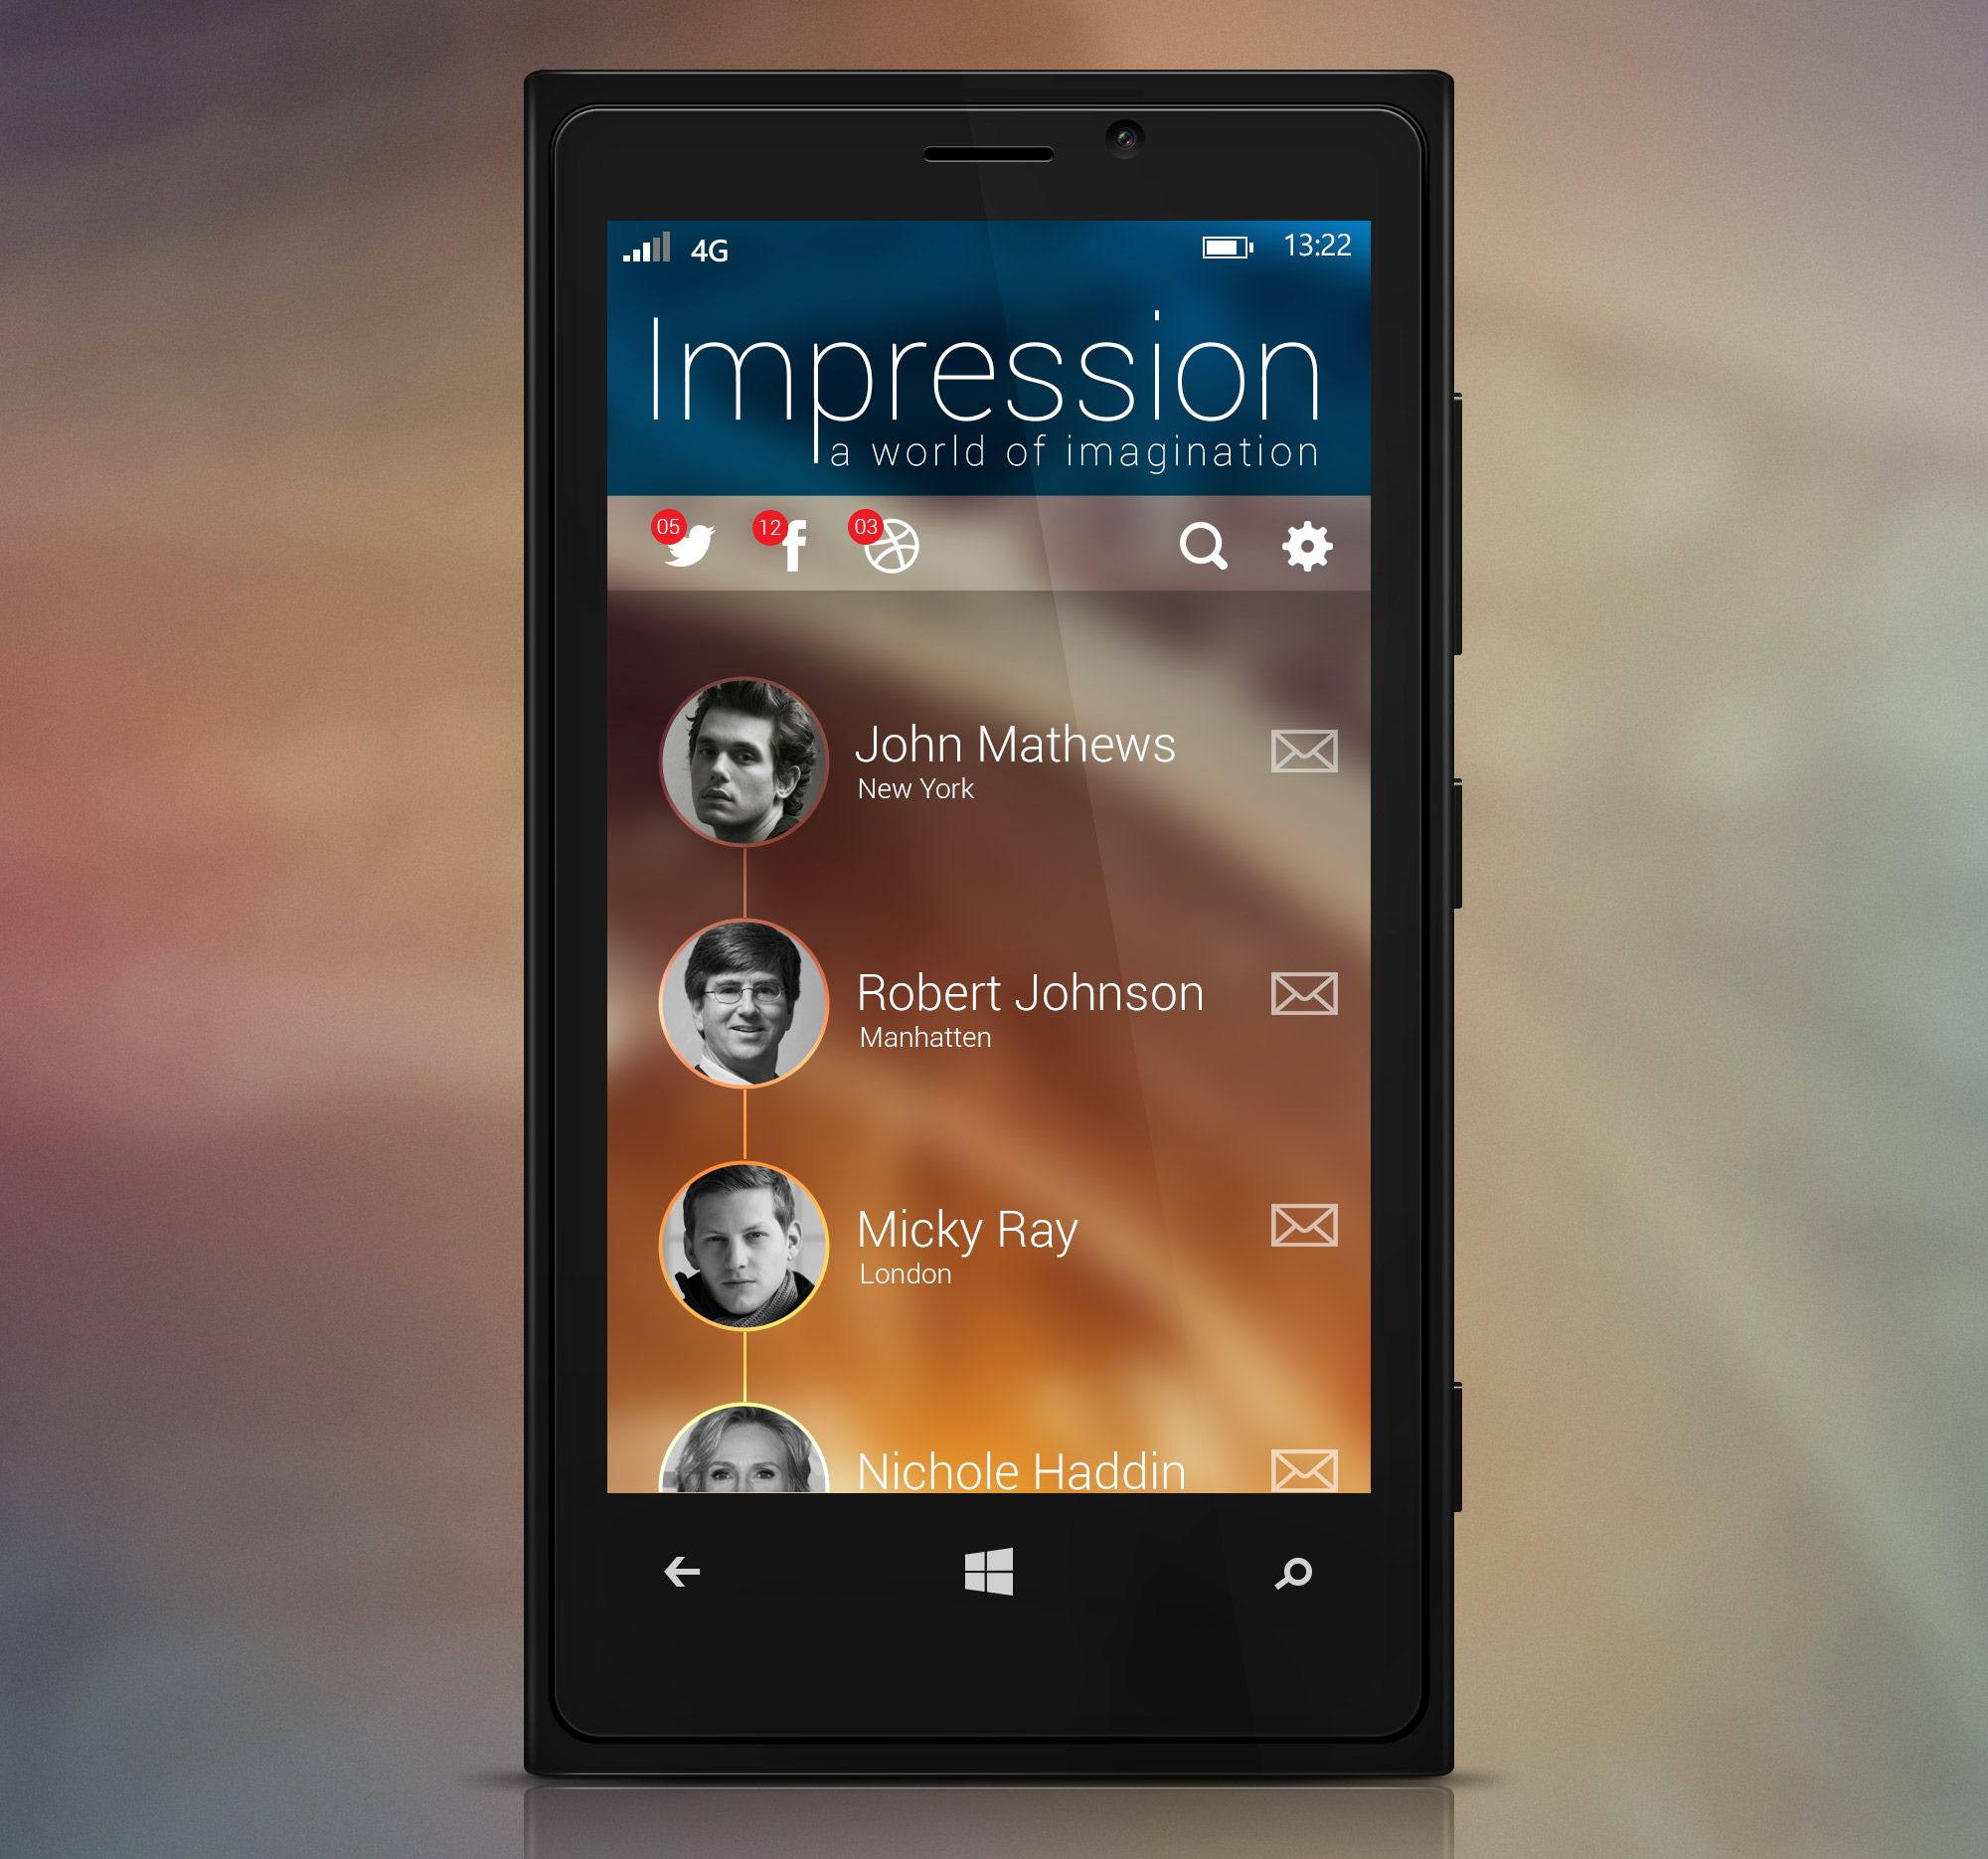 4G 13:22
Impression
a world of imagination
05 12 03
John Mathews
New York
Robert Johnson
Manhatten
Micky Ray
London
Nichole Haddin